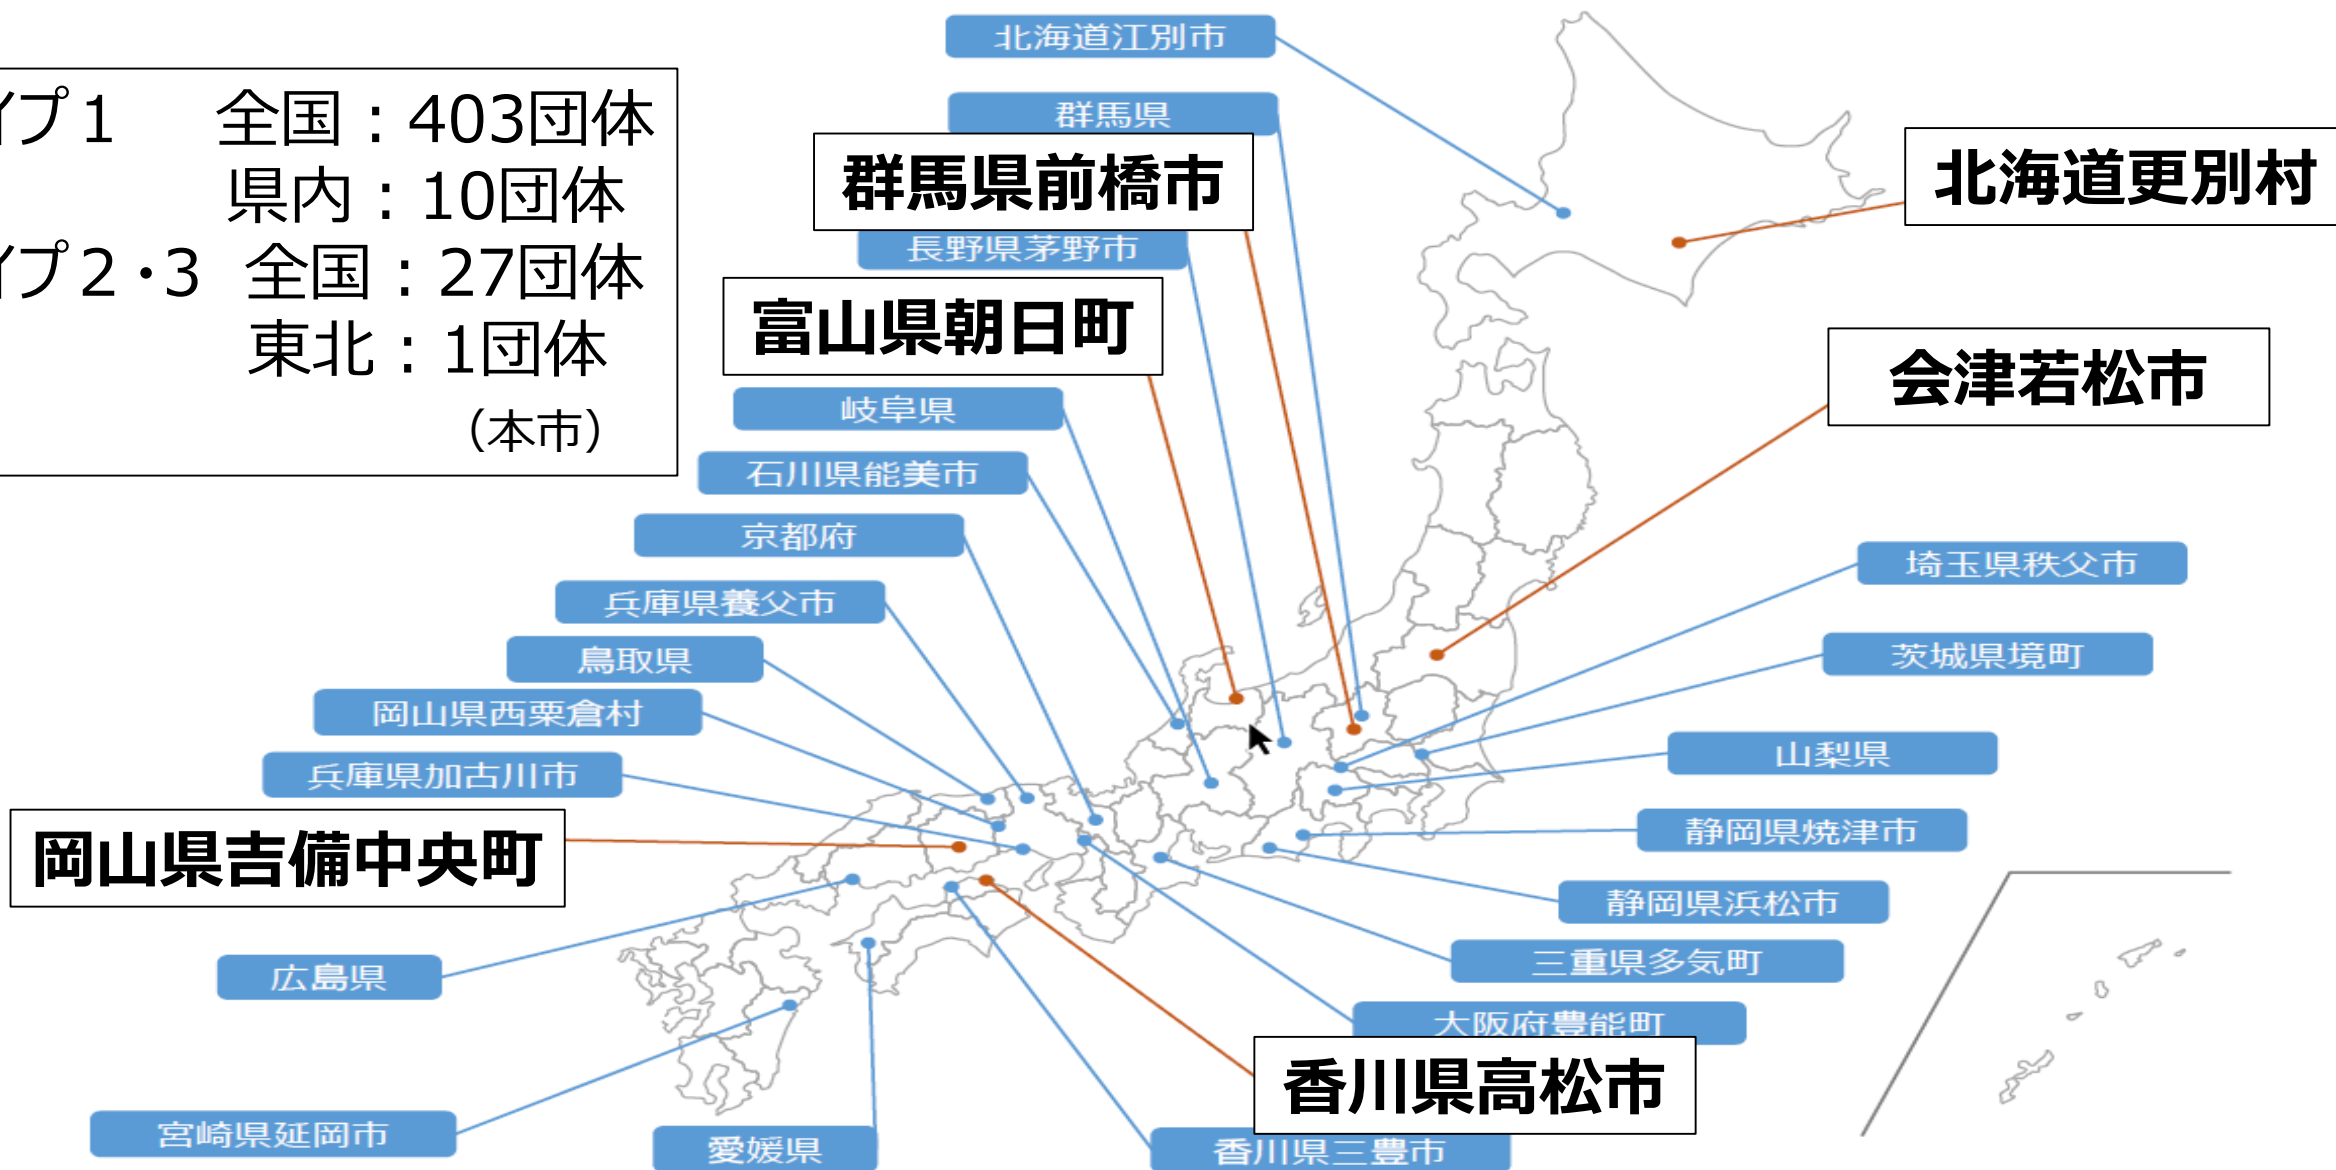 イプ1 全国：403団体
県内：10団体
イプ2・3 全国：27団体
東北：1団体
（本市）
北海道江別市
群馬県
群馬県前橋市
北海道更別村
長野県茅野市
富山県朝日町
会津若松市
岐阜県
石川県能美市
京都府
埼玉県秩父市
兵庫県養父市
鳥取県
茨城県境町
岡山県西粟倉村
山梨県
兵庫県加古川市
静岡県焼津市
岡山県吉備中央町
静岡県浜松市
三重県多気町
広島県
大阪府豊能町
香川県高松市
宮崎県延岡市
愛媛県
香川県三豊市